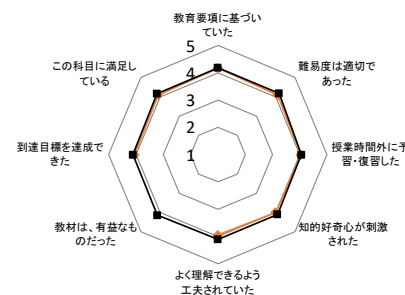 教育要項に基づい
ていた
難易度は適切で
あった
授業時間外に予
習・復習した
知的好奇心が刺激
された
よく理解できるよう
工夫されていた
教材は、有益なも
のだった
到達目標を達成で
きた
この科目に満足し
ている
5
4
3
2
1